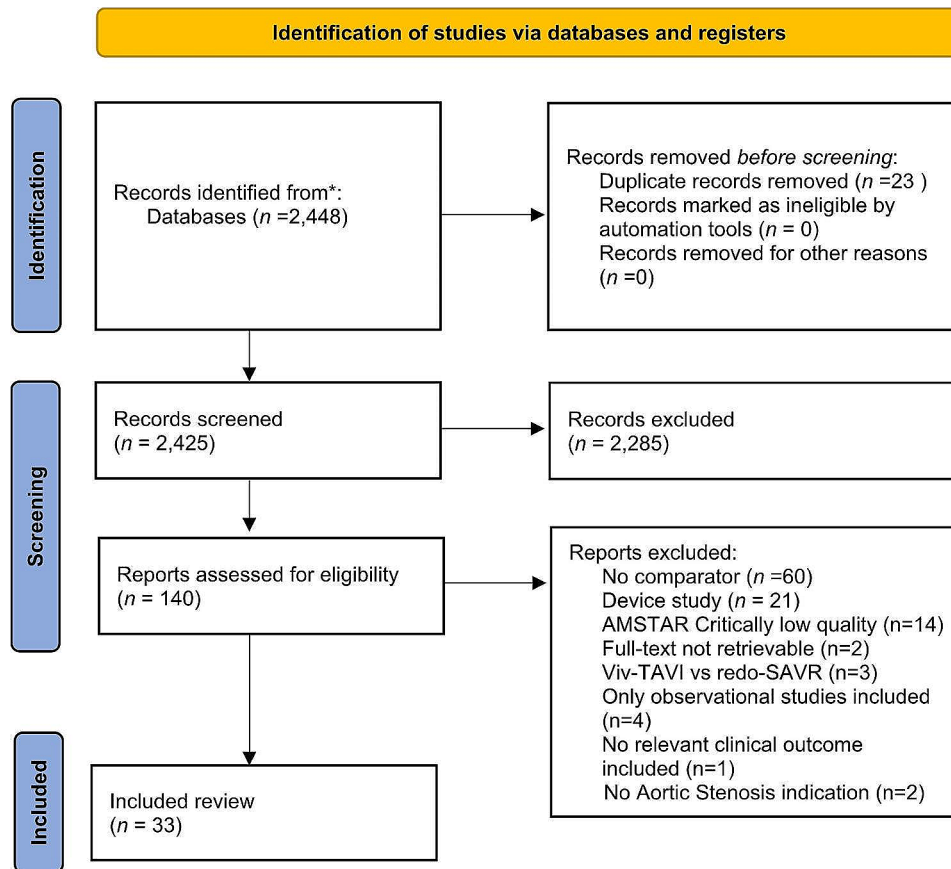 Identification of studies via databases and registers
Identification
Records identified from*:
Databases (n =2,448)
Records removed before screening:
Duplicate records removed (n =23 )
Records marked as ineligible by
automation tools (n = 0)
Records removed for other reasons
(n =0)
Screening
Records screened
(n = 2,425)
Records excluded
(n = 2,285)
Reports assessed for eligibility
(n = 140)
Reports excluded:
No comparator (n =60)
Device study (n = 21)
AMSTAR Critically low quality (n=14)
Full-text not retrievable (n=2)
Viv-TAVI vs redo-SAVR (n=3)
Only observational studies included
(n=4)
No relevant clinical outcome
included (n=1)
No Aortic Stenosis indication (n=2)
Included
Included review
(n = 33)